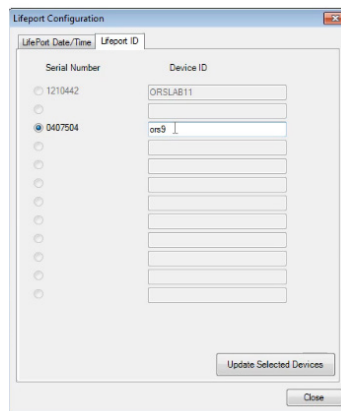 Lifeport Configuration
LifePort Date/Time Lifeport ID
Serial Number Device ID
1210442 ORSLAB11
0407504 ors9
Update Selected Devices
Close